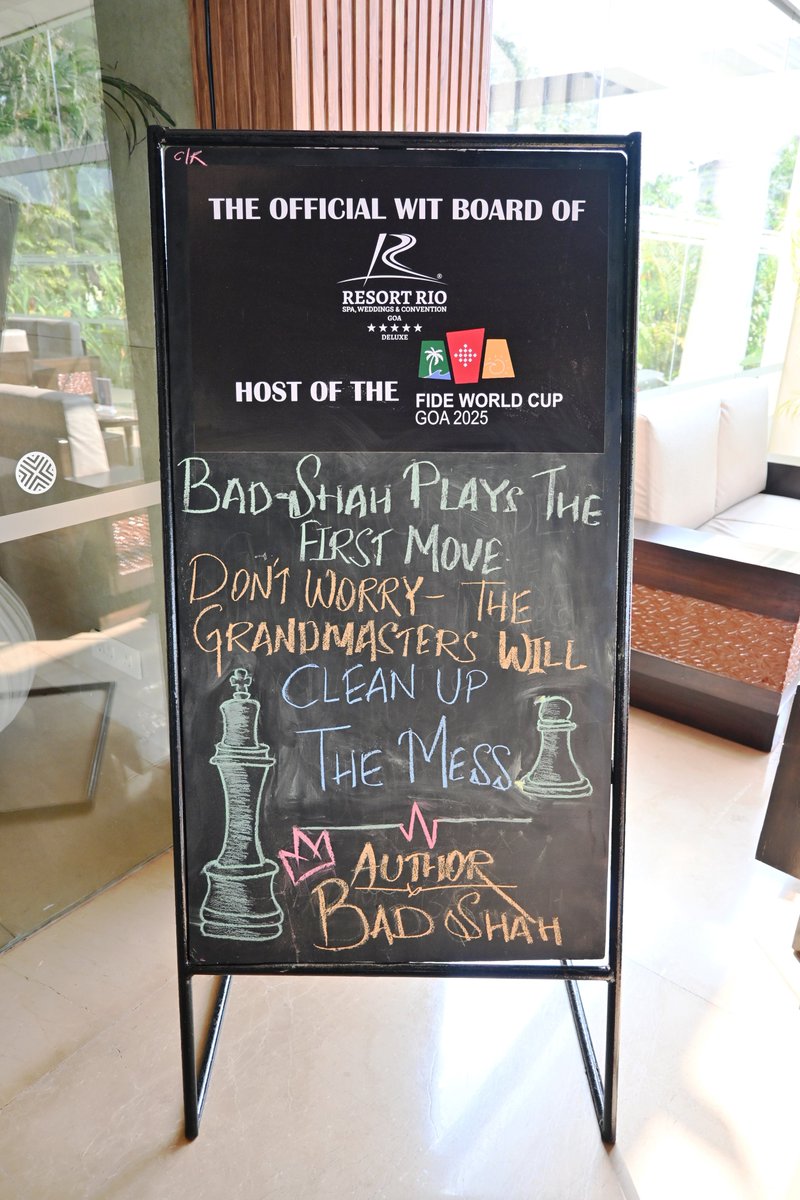 C/K
THE OFFICIAL WIT BOARD OF
R
®
RESORT RIO
SPA, WEDDINGS & CONVENTION
GOA
★★★★★
DELUXE
HOST OF THE
FIDE WORLD CUP
GOA 2025
BAD-SHAH PLAYS THE
FIRST MOVE.
DON'T WORRY- THE
GRANDMASTERS WILL
CLEAN UP
THE MESS.
AUTHOR
BAD SHAH